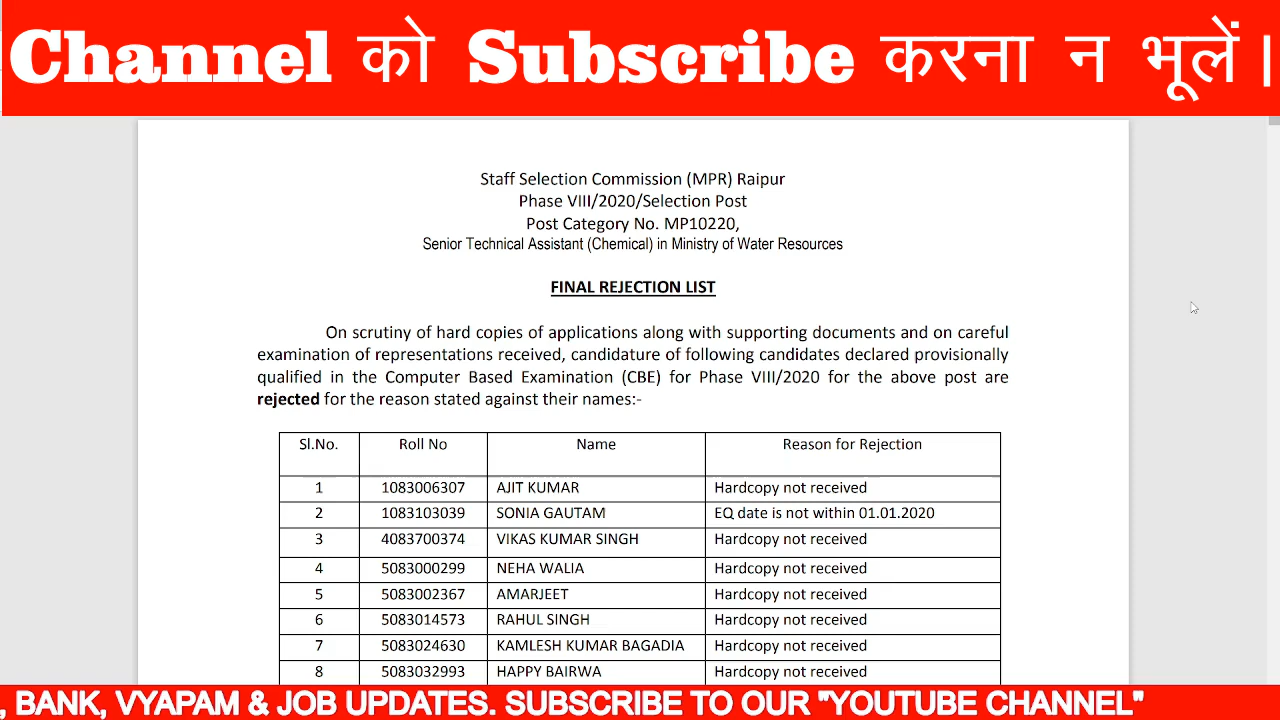 Channel को Subscribe करना न भूलें।
Staff Selection Commission (MPR) Raipur
Phase VIII/2020/Selection Post
Post Category No. MP10220,
Senior Technical Assistant (Chemical) in Ministry of Water Resources
FINAL REJECTION LIST
On scrutiny of hard copies of applications along with supporting documents and on careful
examination of representations received, candidature of following candidates declared provisionally
qualified in the Computer Based Examination (CBE) for Phase VIII/2020 for the above post are
rejected for the reason stated against their names:-
Sl.No. Roll No Name Reason for Rejection
1 1083006307 AJIT KUMAR Hardcopy not received
2 1083103039 SONIA GAUTAM EQ date is not within 01.01.2020
3 4083700374 VIKAS KUMAR SINGH Hardcopy not received
4 5083000299 NEHA WALIA Hardcopy not received
5 5083002367 AMARJEET Hardcopy not received
6 5083014573 RAHUL SINGH Hardcopy not received
7 5083024630 KAMLESH KUMAR BAGADIA Hardcopy not received
8 5083032993 HAPPY BAIRWA Hardcopy not received
, BANK, VYAPAM & JOB UPDATES. SUBSCRIBE TO OUR "YOUTUBE CHANNEL"